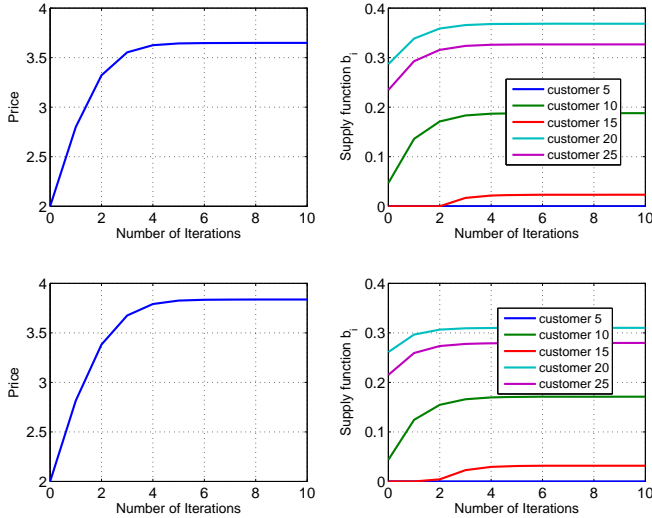 4
3.5
3
2.5
2
0 2 4 6 8 10
Number of Iterations
Price
0.4
0.3
0.2
0.1
0
0 2 4 6 8 10
Number of Iterations
Supply function b_i
customer 5
customer 10
customer 15
customer 20
customer 25
4
3.5
3
2.5
2
0 2 4 6 8 10
Number of Iterations
Price
0.4
0.3
0.2
0.1
0
0 2 4 6 8 10
Number of Iterations
Supply function b_i
customer 5
customer 10
customer 15
customer 20
customer 25